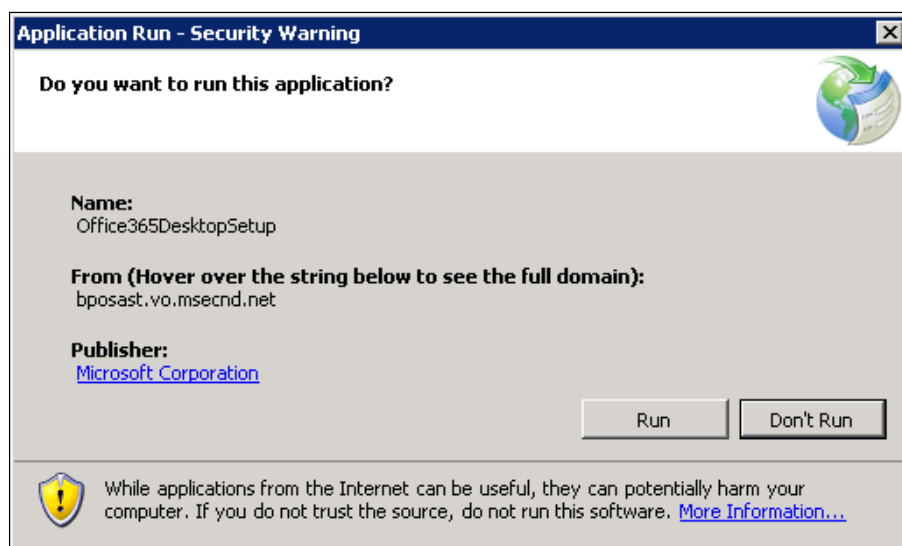 Application Run - Security Warning
Do you want to run this application?
Name:
Office365DesktopSetup
From (Hover over the string below to see the full domain):
bposast.vo.msecnd.net
Publisher:
Microsoft Corporation
Run
Don't Run
While applications from the Internet can be useful, they can potentially harm your
computer. If you do not trust the source, do not run this software. More Information...